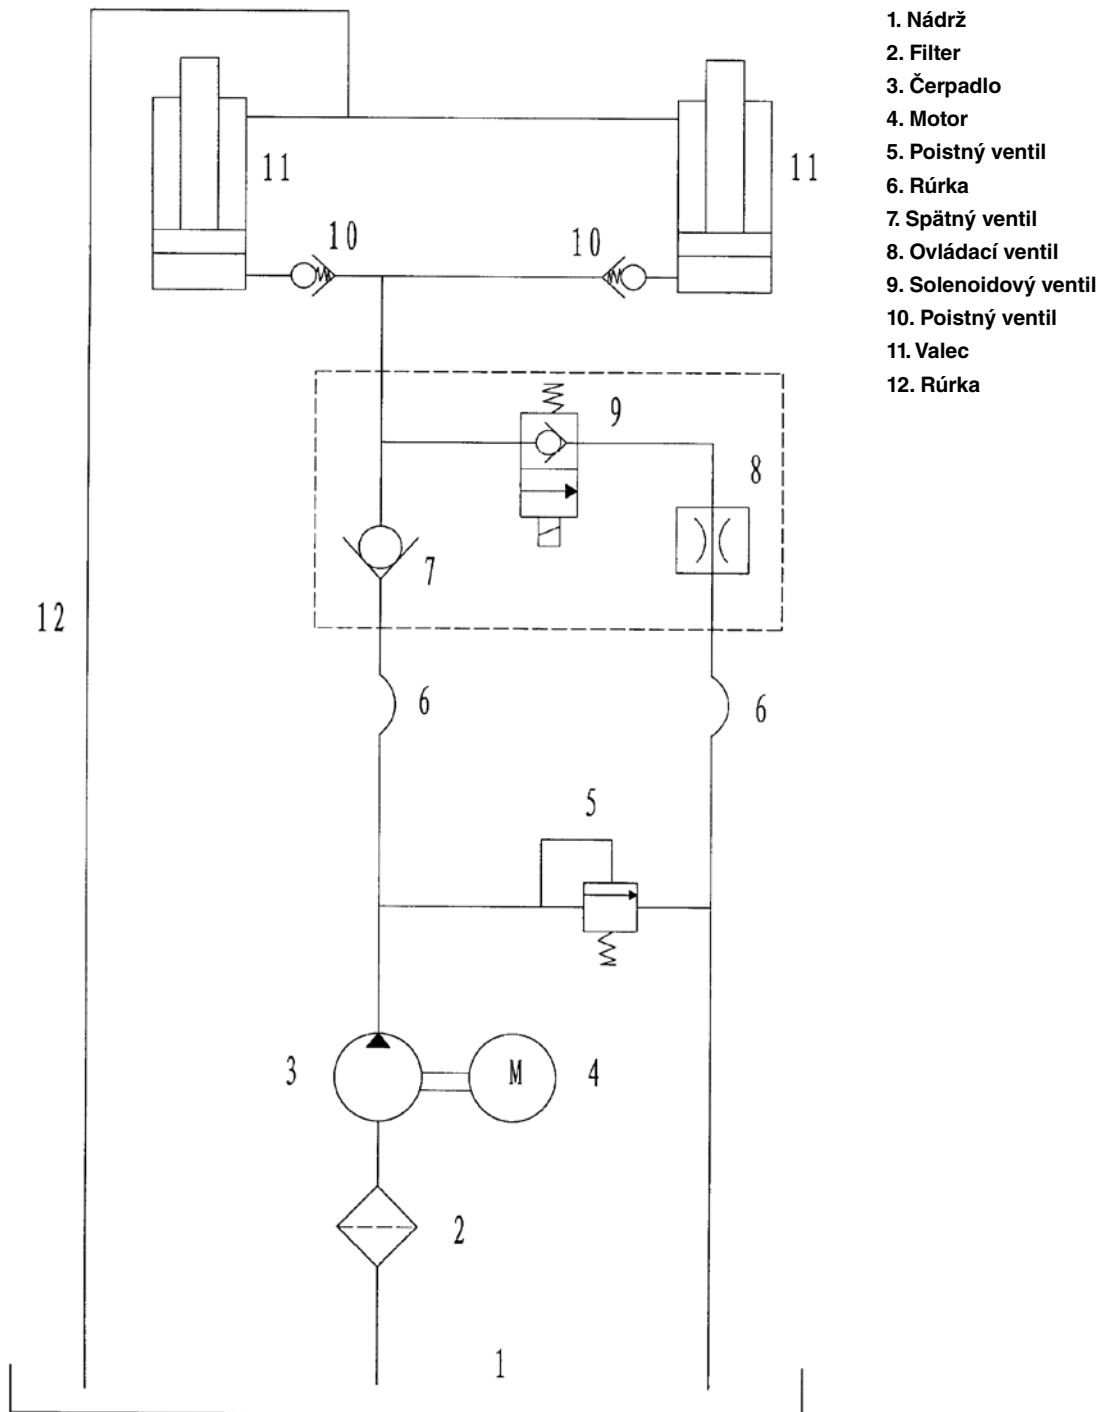 1. Nádrž
2. Filter
3. Čerpadlo
4. Motor
5. Poistný ventil
6. Rúrka
7. Spätný ventil
8. Ovládací ventil
9. Solenoidový ventil
10. Poistný ventil
11. Valec
12. Rúrka
11
11
10
10
9
8
7
12
6
6
5
3
M
4
2
1